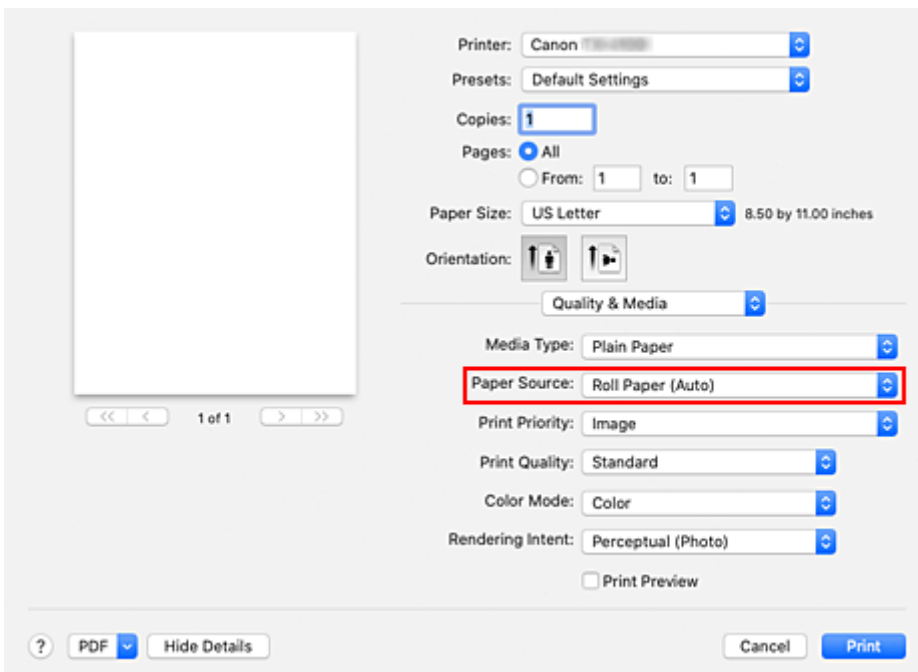 Printer: Canon
Presets: Default Settings
Copies: 1
Pages: All
From: 1 to: 1
Paper Size: US Letter 8.50 by 11.00 inches
Orientation:
Quality & Media
Media Type: Plain Paper
Paper Source: Roll Paper (Auto)
<< < 1 of 1 > >>
Print Priority: Image
Print Quality: Standard
Color Mode: Color
Rendering Intent: Perceptual (Photo)
Print Preview
? PDF Hide Details Cancel Print